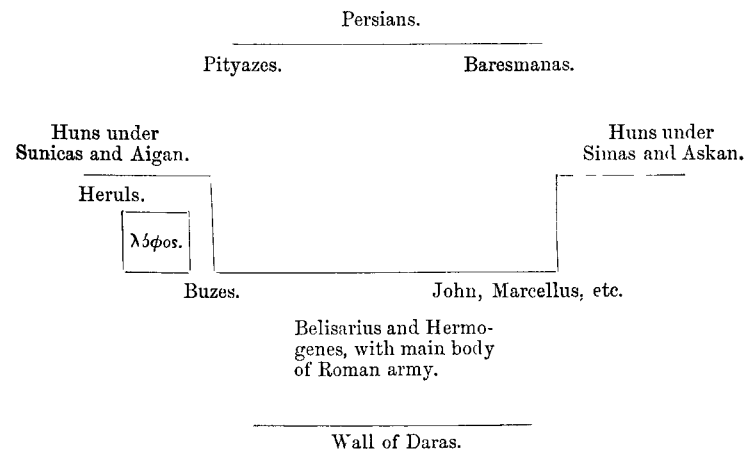 Persians.
Pityazes.
Baresmanas.
Huns under
Sunicas and Aigan.
Huns under
Simas and Askan.
Heruls.
λόφος.
Buzes.
John, Marcellus, etc.
Belisarius and Hermo-
genes, with main body
of Roman army.
Wall of Daras.